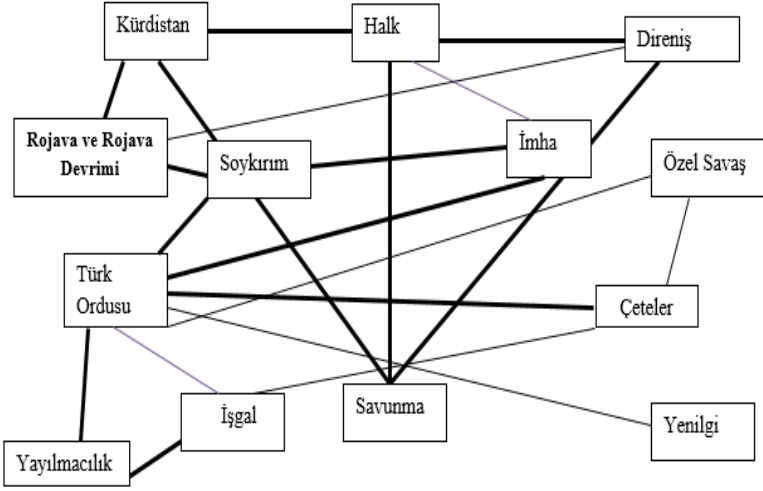 Kürdistan
Halk
Direniş
Rojava ve Rojava
Devrimi
Soykırım
İmha
Özel Savaş
Türk
Ordusu
Çeteler
İşgal
Savunma
Yenilgi
Yayılmacılık